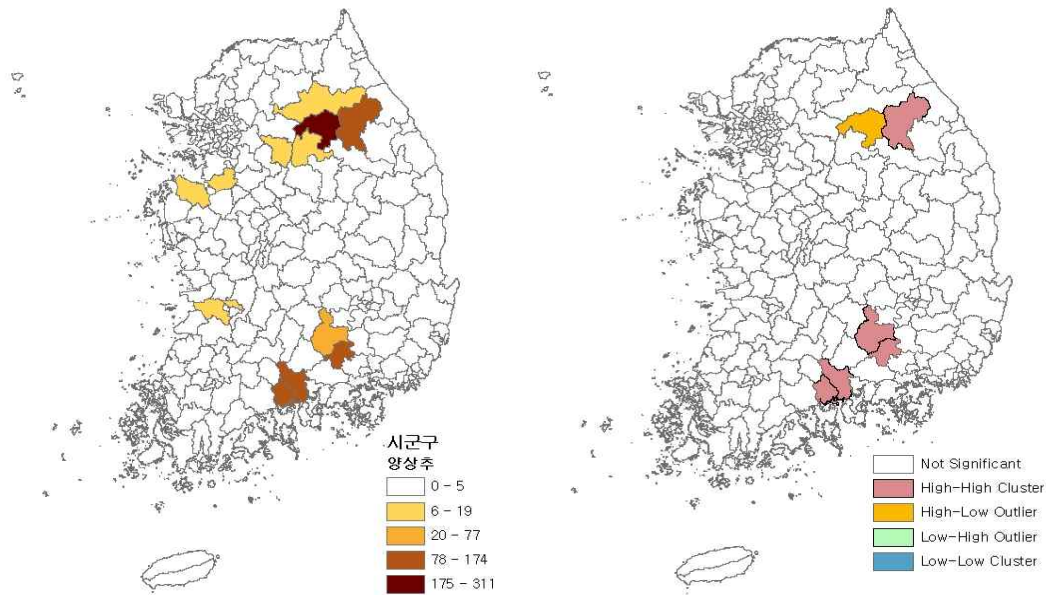 시군구
양상추
0 - 5
6 - 19
20 - 77
78 - 174
175 - 311
Not Significant
High-High Cluster
High-Low Outlier
Low-High Outlier
Low-Low Cluster